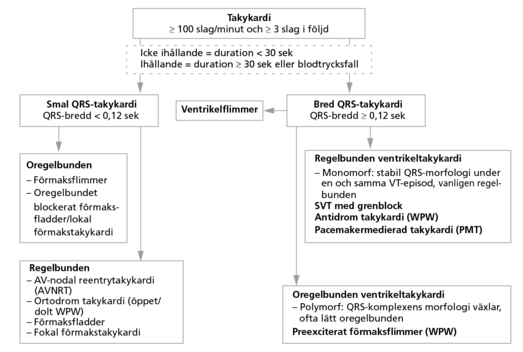 Takykardi
≥ 100 slag/minut och ≥ 3 slag i följd
Icke ihållande = duration < 30 sek
Ihållande = duration ≥ 30 sek eller blodtrycksfall
Smal QRS-takykardi
QRS-bredd < 0,12 sek
Ventrikelflimmer
Bred QRS-takykardi
QRS-bredd ≥ 0,12 sek
Oregelbunden
– Förmaksflimmer
– Oregelbundet
blockerat förmaks-
fladder/lokal
förmakstakykardi
Regelbunden ventrikeltakykardi
– Monomorf: stabil QRS-morfologi under
en och samma VT-episod, vanligen regel-
bunden
SVT med grenblock
Antidrom takykardi (WPW)
Pacemakermedierad takykardi (PMT)
Regelbunden
– AV-nodal reentrytakykardi
(AVNRT)
– Ortodrom takykardi (öppet/
dolt WPW)
– Förmaksfladder
– Fokal förmakstakykardi
Oregelbunden ventrikeltakykardi
– Polymorf: QRS-komplexens morfologi växlar,
ofta lätt oregelbunden
Preexciterat förmaksflimmer (WPW)